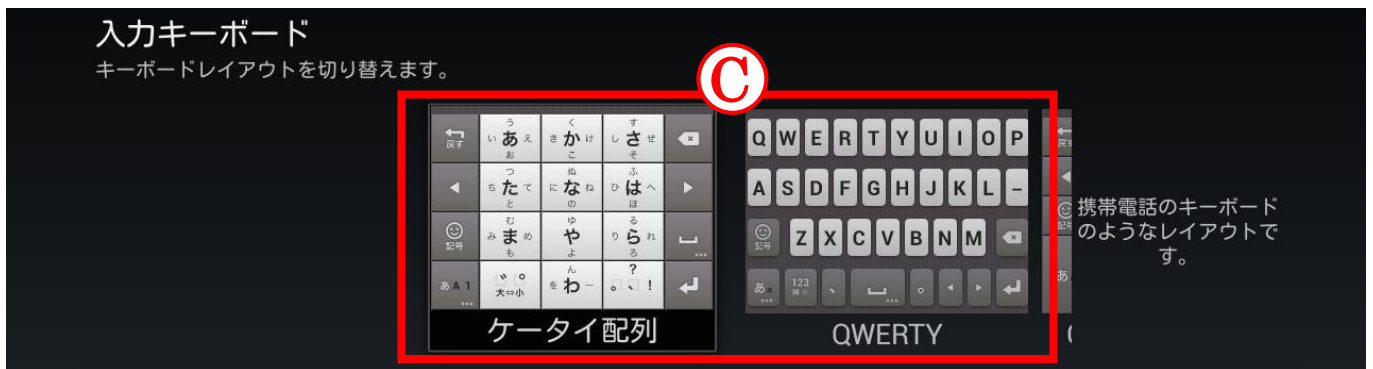 入力キーボード
キーボードレイアウトを切り替えます。
C
戻す
う く す
い あ え き か け し さ せ
お こ そ
つ ぬ ふ
ち た て に な ね ひ は へ
と の ほ
む ゆ る
記号 み ま め や り ら れ
も よ ろ
ん ?
あA1 大⇔小 を わ ー 。 、 !
ケータイ配列
Q W E R T Y U I O P
A S D F G H J K L –
記号 Z X C V B N M
あa 123 、 。
QWERTY
携帯電話のキーボード
のようなレイアウトで
す。